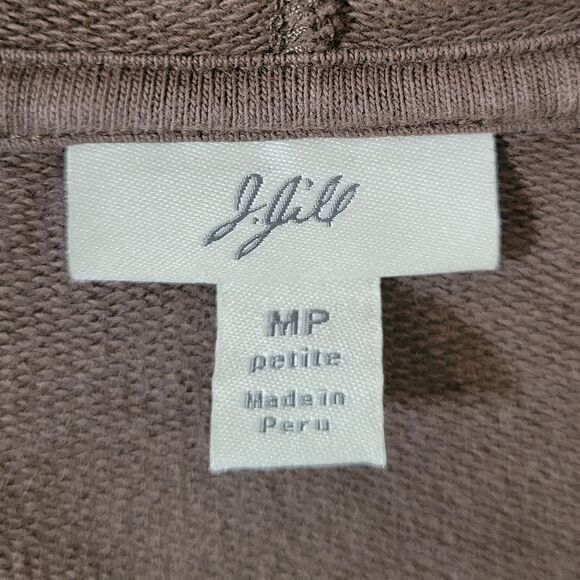 J.Jill
MP
petite
Made in
Peru